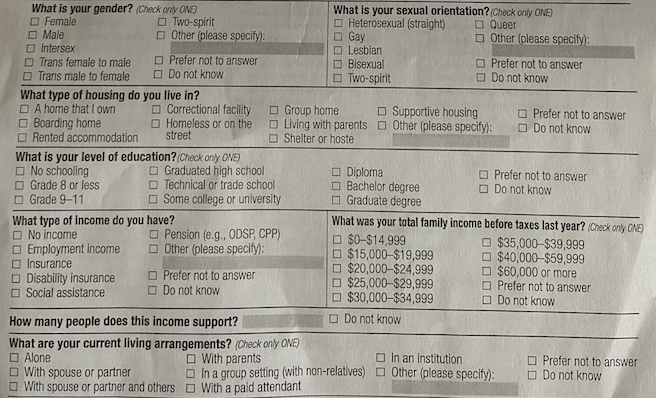 What is your gender? (Check only ONE)
☐ Female ☐ Two-spirit
☐ Male ☐ Other (please specify):
☐ Intersex
☐ Trans female to male ☐ Prefer not to answer
☐ Trans male to female ☐ Do not know
What is your sexual orientation? (Check only ONE)
☐ Heterosexual (straight) ☐ Queer
☐ Gay ☐ Other (please specify):
☐ Lesbian
☐ Bisexual ☐ Prefer not to answer
☐ Two-spirit ☐ Do not know
What type of housing do you live in?
☐ A home that I own ☐ Correctional facility ☐ Group home ☐ Supportive housing ☐ Prefer not to answer
☐ Boarding home ☐ Homeless or on the ☐ Living with parents ☐ Other (please specify): ☐ Do not know
☐ Rented accommodation street ☐ Shelter or hoste
What is your level of education? (Check only ONE)
☐ No schooling ☐ Graduated high school ☐ Diploma ☐ Prefer not to answer
☐ Grade 8 or less ☐ Technical or trade school ☐ Bachelor degree ☐ Do not know
☐ Grade 9–11 ☐ Some college or university ☐ Graduate degree
What type of income do you have?
☐ No income ☐ Pension (e.g., ODSP, CPP)
☐ Employment income ☐ Other (please specify):
☐ Insurance
☐ Disability insurance ☐ Prefer not to answer
☐ Social assistance ☐ Do not know
What was your total family income before taxes last year? (Check only ONE)
☐ $0–$14,999 ☐ $35,000–$39,999
☐ $15,000–$19,999 ☐ $40,000–$59,999
☐ $20,000–$24,999 ☐ $60,000 or more
☐ $25,000–$29,999 ☐ Prefer not to answer
☐ $30,000–$34,999 ☐ Do not know
How many people does this income support? ☐ Do not know
What are your current living arrangements? (Check only ONE)
☐ Alone ☐ With parents ☐ In an institution ☐ Prefer not to answer
☐ With spouse or partner ☐ In a group setting (with non-relatives) ☐ Other (please specify): ☐ Do not know
☐ With spouse or partner and others ☐ With a paid attendant